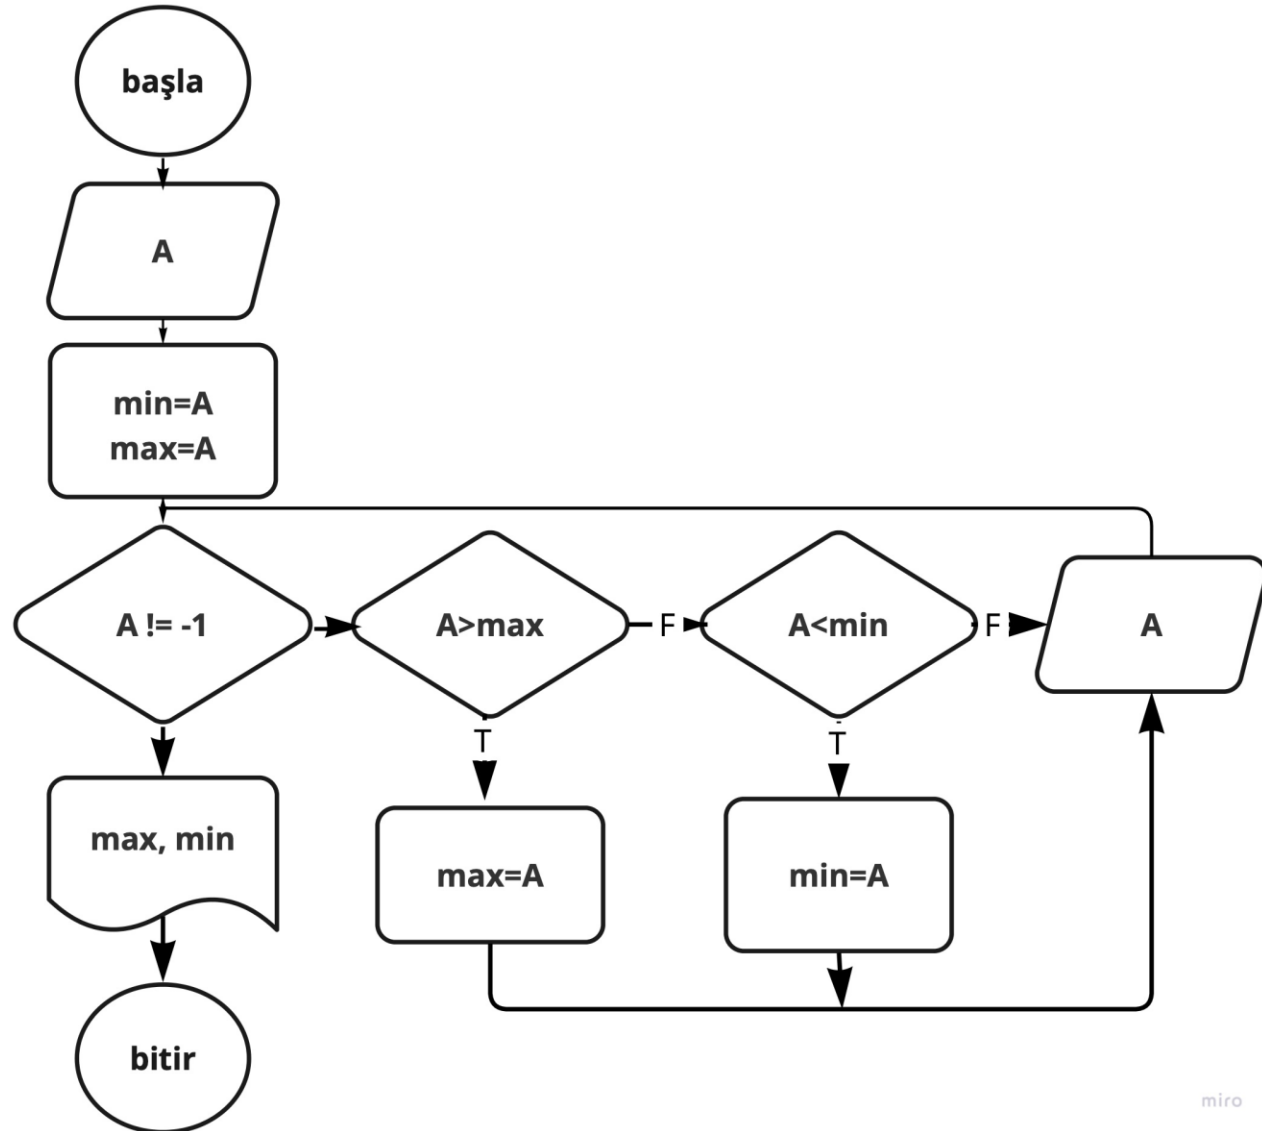 başla
A
min=A
max=A
A != -1
A>max
F
A<min
F
A
T
T
max, min
max=A
min=A
bitir
miro